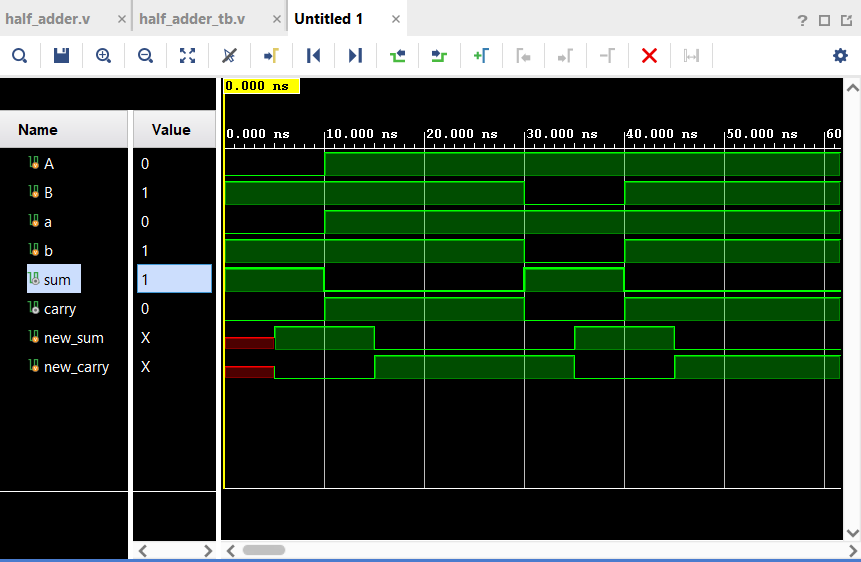 half_adder.v × half_adder_tb.v × Untitled 1 ×
?
0.000 ns
Name Value
0.000 ns 10.000 ns 20.000 ns 30.000 ns 40.000 ns 50.000 ns 60
A 0
B 1
a 0
b 1
sum 1
carry 0
new_sum X
new_carry X